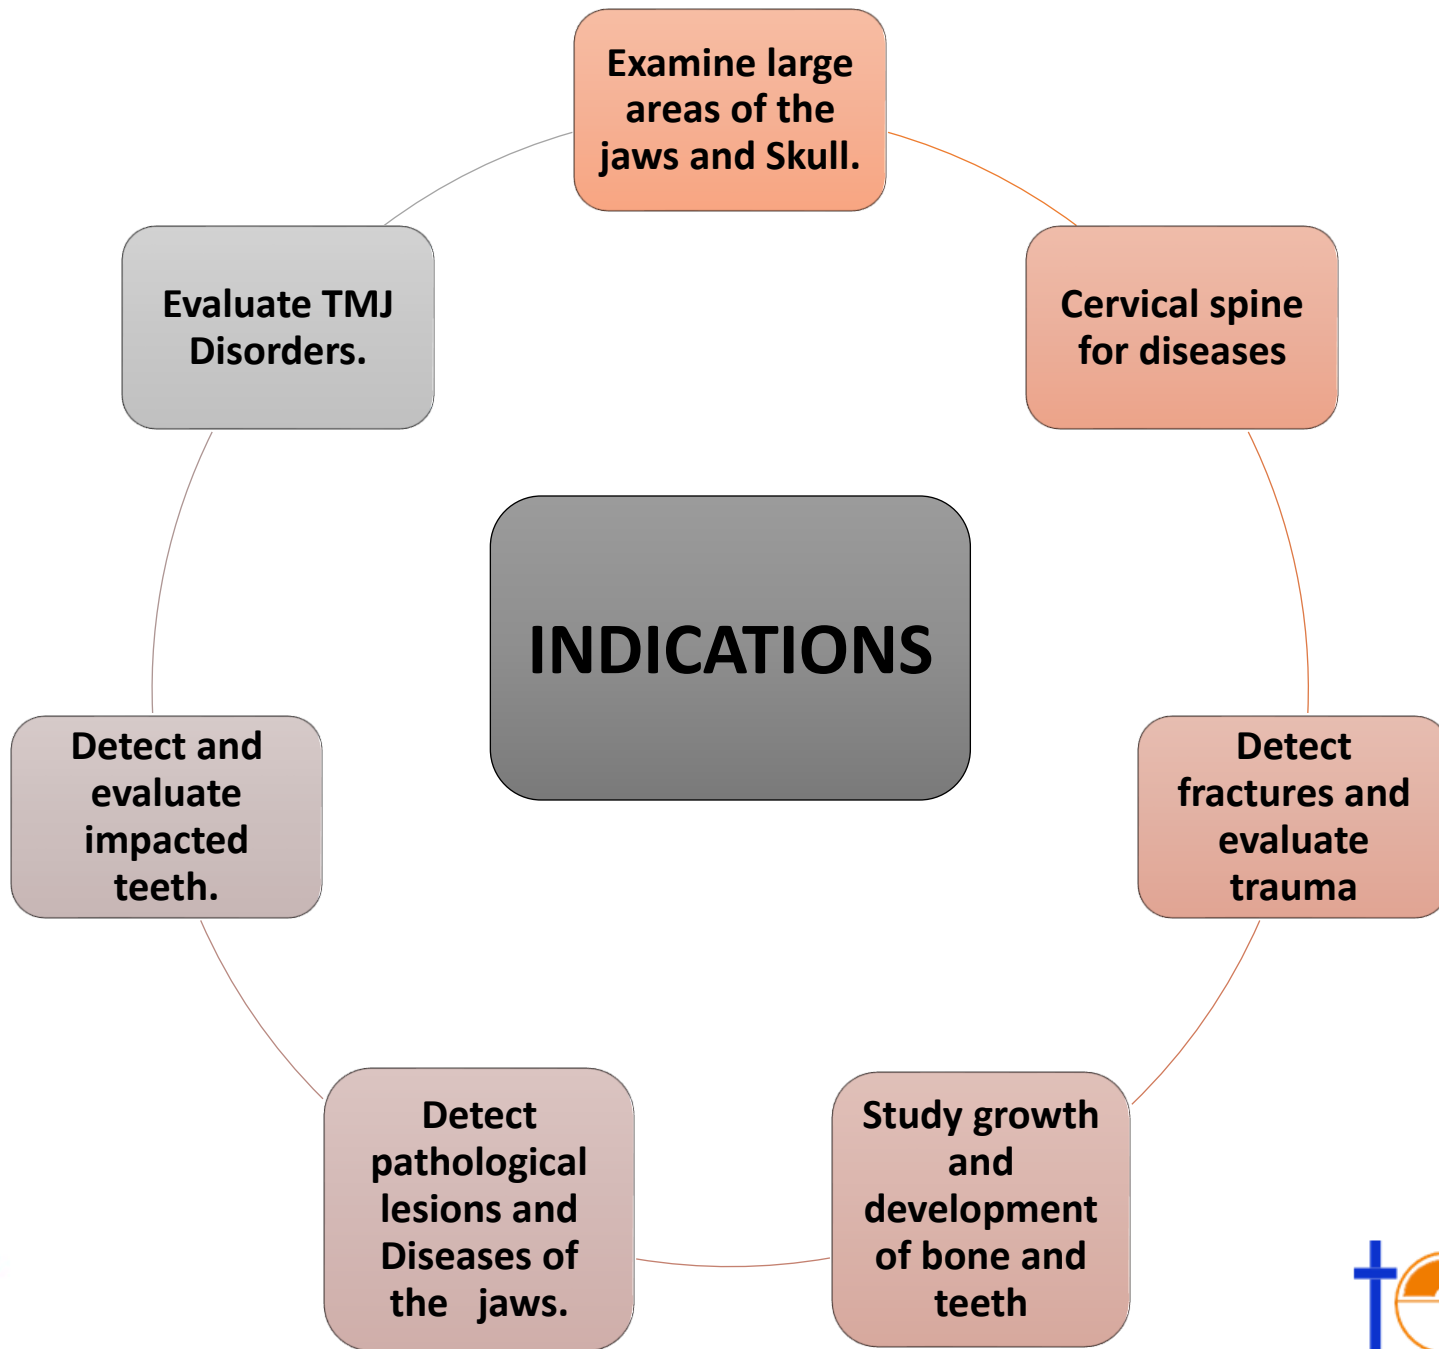 Examine large
areas of the
jaws and Skull.
Cervical spine
for diseases
Detect
fractures and
evaluate
trauma
Study growth
and
development
of bone and
teeth
Detect
pathological
lesions and
Diseases of
the jaws.
Detect and
evaluate
impacted
teeth.
Evaluate TMJ
Disorders.
INDICATIONS